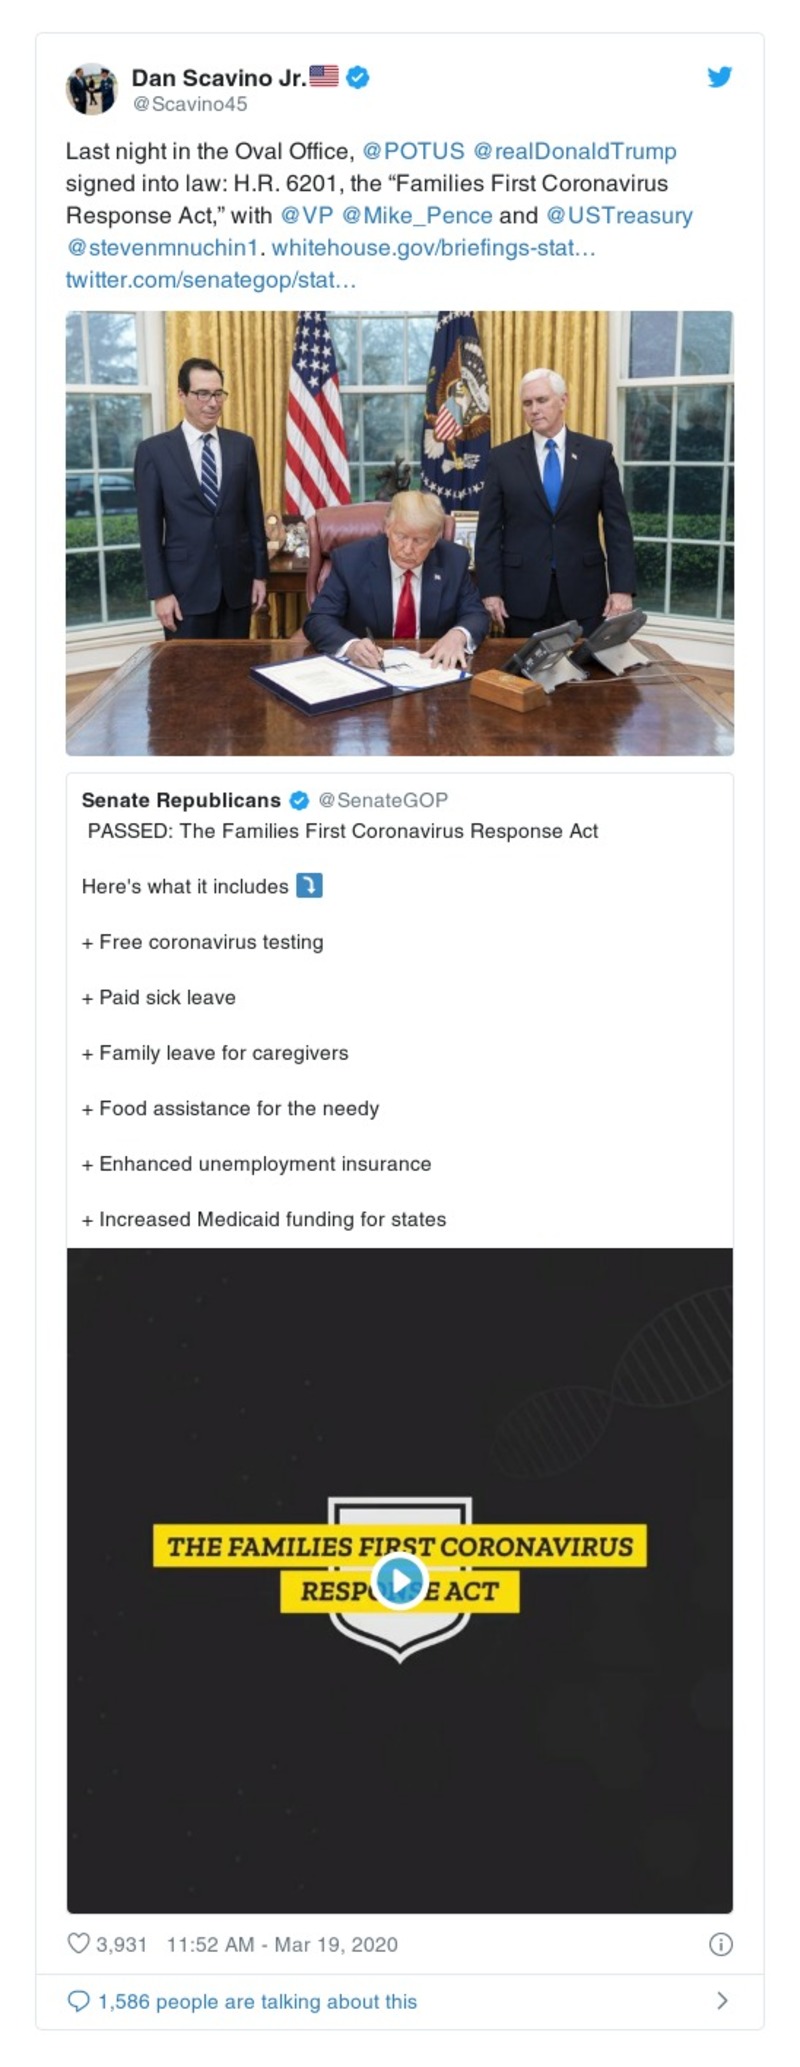 Dan Scavino Jr.🇺🇸
@Scavino45
Last night in the Oval Office, @POTUS @realDonaldTrump
signed into law: H.R. 6201, the “Families First Coronavirus
Response Act,” with @VP @Mike_Pence and @USTreasury
@stevenmnuchin1. whitehouse.gov/briefings-stat…
twitter.com/senategop/stat…
Senate Republicans @SenateGOP
PASSED: The Families First Coronavirus Response Act
Here's what it includes ⤵️
+ Free coronavirus testing
+ Paid sick leave
+ Family leave for caregivers
+ Food assistance for the needy
+ Enhanced unemployment insurance
+ Increased Medicaid funding for states
THE FAMILIES FIRST CORONAVIRUS
RESPONSE ACT
3,931 11:52 AM - Mar 19, 2020
1,586 people are talking about this